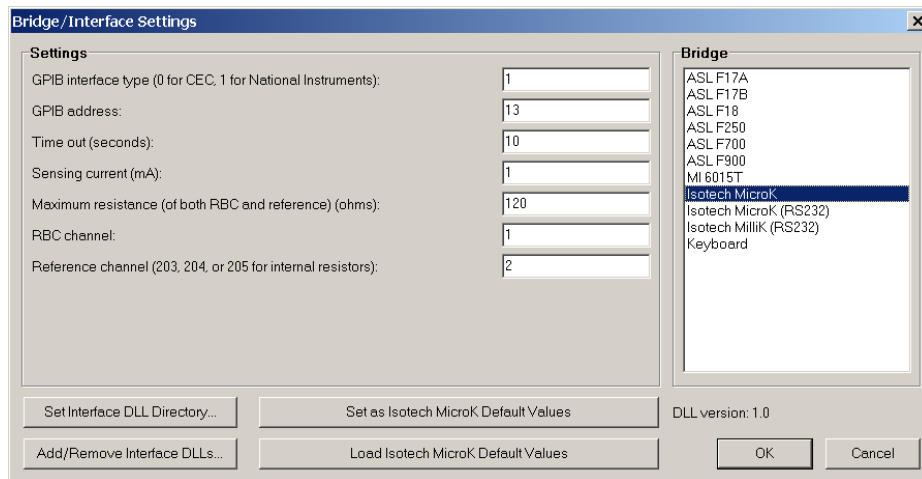 Bridge/Interface Settings
Settings
GPIB interface type (0 for CEC, 1 for National Instruments): 1
GPIB address: 13
Time out (seconds): 10
Sensing current (mA): 1
Maximum resistance (of both RBC and reference) (ohms): 120
RBC channel: 1
Reference channel (203, 204, or 205 for internal resistors): 2
Bridge
ASL F17A
ASL F17B
ASL F18
ASL F250
ASL F700
ASL F900
MI 6015T
Isotech MicroK
Isotech MicroK (RS232)
Isotech MilliK (RS232)
Keyboard
Set Interface DLL Directory... Set as Isotech MicroK Default Values DLL version: 1.0
Add/Remove Interface DLLs... Load Isotech MicroK Default Values OK Cancel